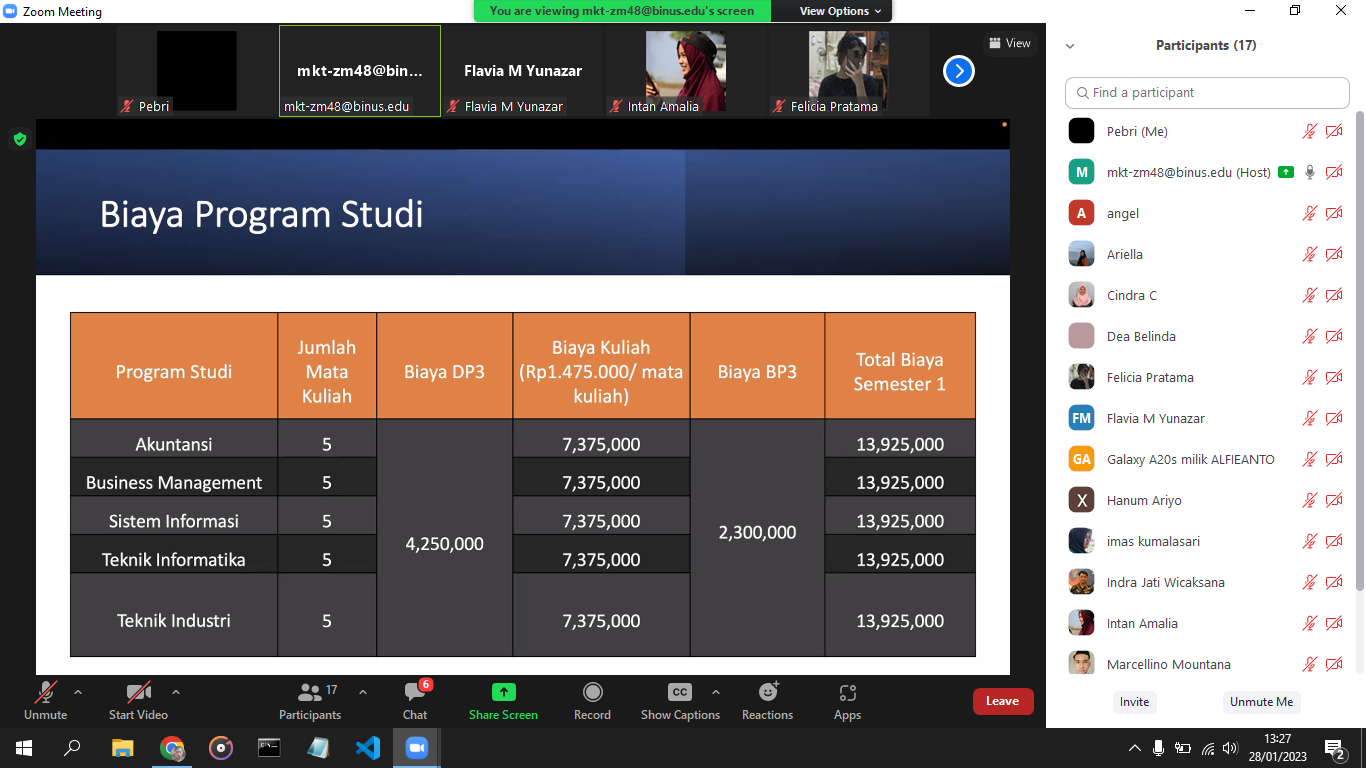 Zoom Meeting
You are viewing mkt-zm48@binus.edu's screen
View Options
View
Pebri
mkt-zm48@bin...
mkt-zm48@binus.edu
Flavia M Yunazar
Flavia M Yunazar
Intan Amalia
Felicia Pratama
Biaya Program Studi
Program Studi
Jumlah
Mata
Kuliah
Biaya DP3
Biaya Kuliah
(Rp1.475.000/ mata
kuliah)
Biaya BP3
Total Biaya
Semester 1
Akuntansi 5 7,375,000 13,925,000
Business Management 5 7,375,000 13,925,000
Sistem Informasi 5 7,375,000 13,925,000
4,250,000 2,300,000
Teknik Informatika 5 7,375,000 13,925,000
Teknik Industri 5 7,375,000 13,925,000
Participants (17)
Find a participant
Pebri (Me)
M mkt-zm48@binus.edu (Host)
A angel
Ariella
Cindra C
Dea Belinda
Felicia Pratama
FM Flavia M Yunazar
GA Galaxy A20s milik ALFIEANTO
X Hanum Ariyo
imas kumalasari
Indra Jati Wicaksana
Intan Amalia
Marcellino Mountana
Invite
Unmute Me
Unmute
Start Video
17
Participants
6
Chat
Share Screen
Record
CC
Show Captions
Reactions
Apps
Leave
13:27
28/01/2023
2